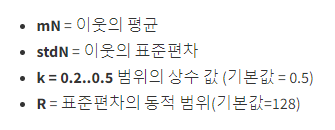 • mN = 이웃의 평균
• stdN = 이웃의 표준편차
• k = 0.2..0.5 범위의 상수 값 (기본값 = 0.5)
• R = 표준편차의 동적 범위(기본값=128)